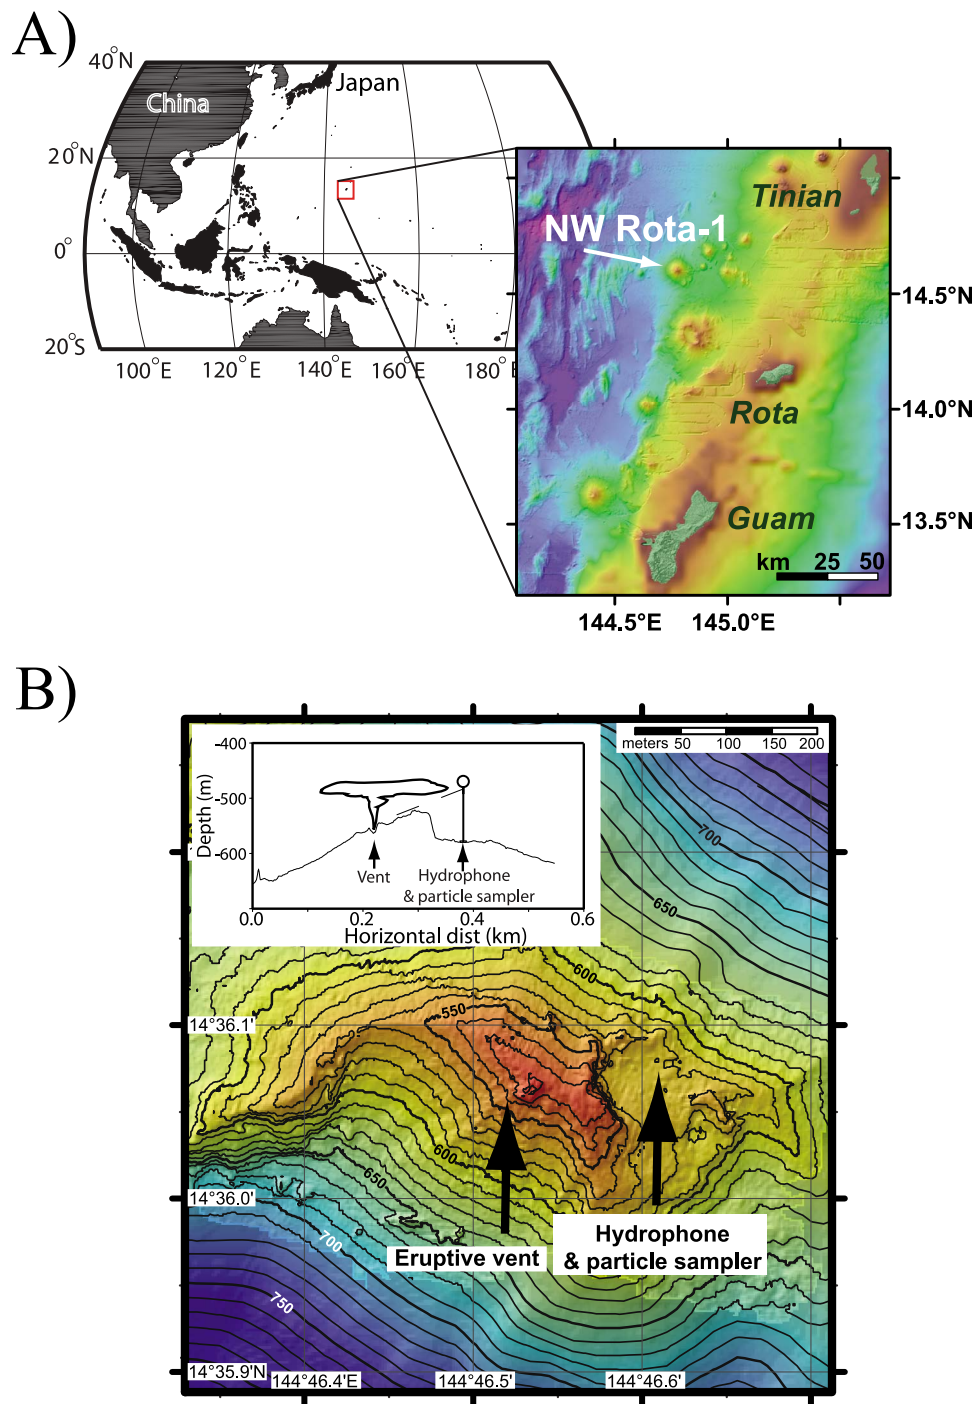 A)
40°N
20°N
0°
20°S
China
Japan
100°E
120°E
140°E
160°E
180°
Tinian
NW Rota-1
Rota
Guam
km 25 50
14.5°N
14.0°N
13.5°N
144.5°E
145.0°E
B)
meters 50 100 150 200
-400
-500
-600
Depth (m)
Vent
Hydrophone
& particle sampler
0.0
0.2
0.4
0.6
Horizontal dist (km)
700
650
600
550
600
650
700
750
14°36.1'
14°36.0'
14°35.9'N
144°46.4'E
144°46.5'
144°46.6'
Eruptive vent
Hydrophone
& particle sampler